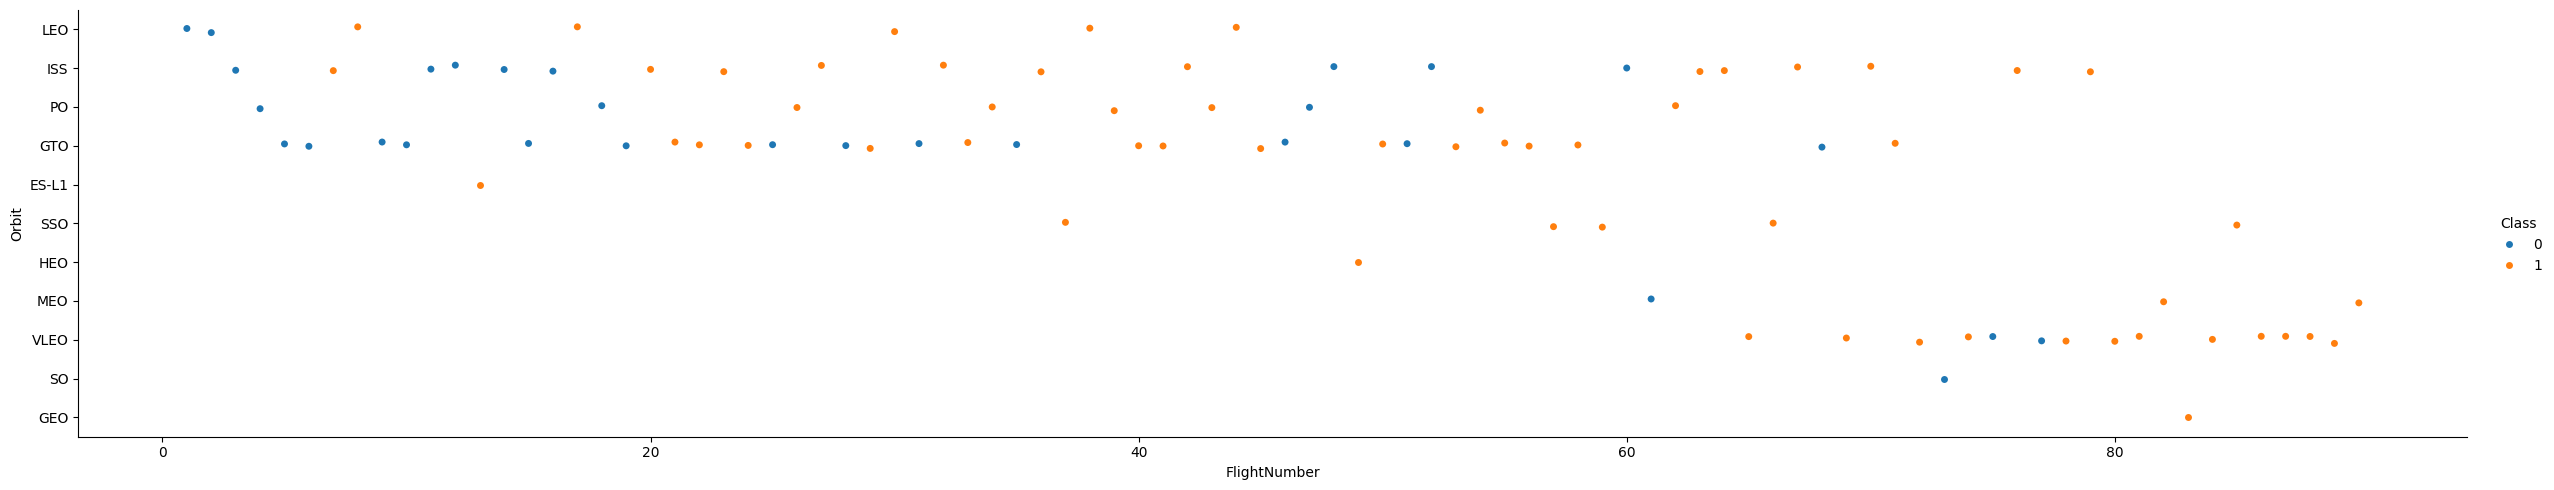 LEO
ISS
PO
GTO
ES-L1
SSO
HEO
MEO
VLEO
SO
GEO
Orbit
0 20 40 60 80
FlightNumber
Class
0
1